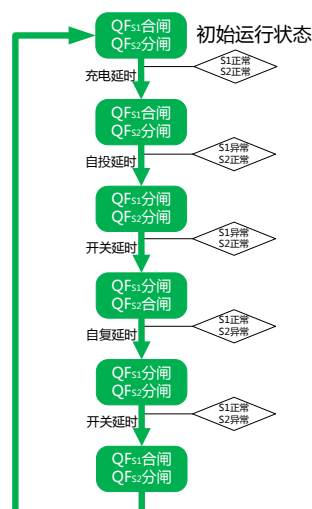 QFS1合闸
QFS2分闸
初始运行状态
S1正常
S2正常
充电延时
QFS1合闸
QFS2分闸
S1异常
S2正常
自投延时
QFS1分闸
QFS2分闸
S1异常
S2正常
开关延时
QFS1分闸
QFS2合闸
S1正常
S2异常
自复延时
QFS1分闸
QFS2分闸
S1正常
S2异常
开关延时
QFS1合闸
QFS2分闸